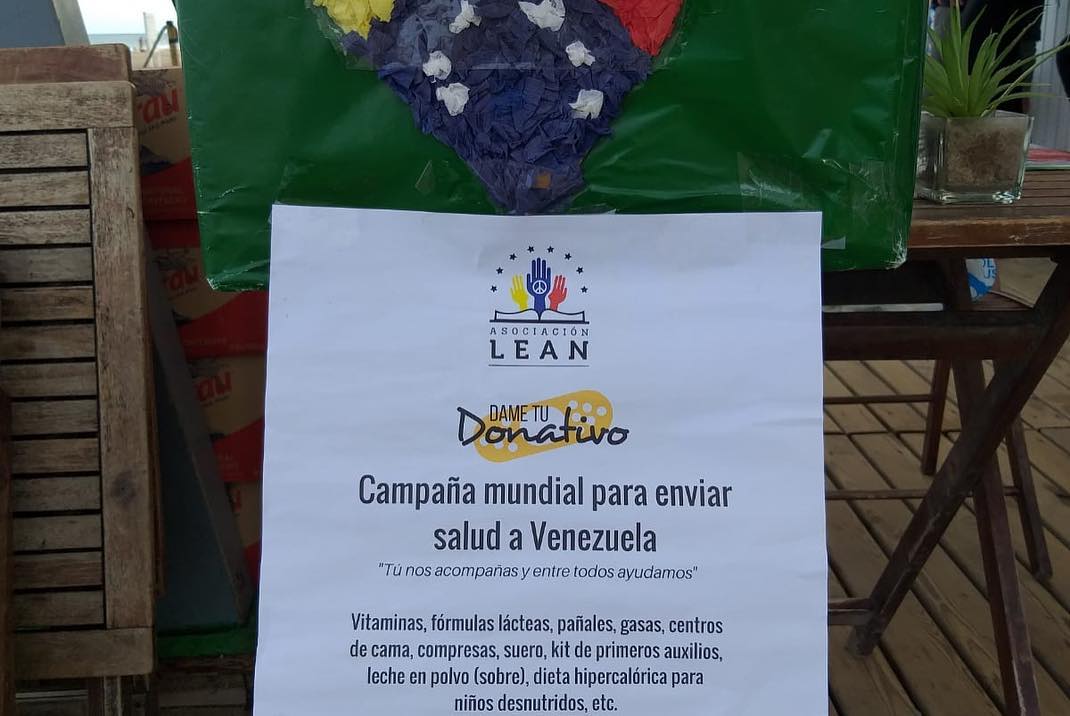 ASOCIACIÓN
LEAN
DAME TU
Donativo
Campaña mundial para enviar
salud a Venezuela
"Tú nos acompañas y entre todos ayudamos"
Vitaminas, fórmulas lácteas, pañales, gasas, centros
de cama, compresas, suero, kit de primeros auxilios,
leche en polvo (sobre), dieta hipercalórica para
niños desnutridos, etc.